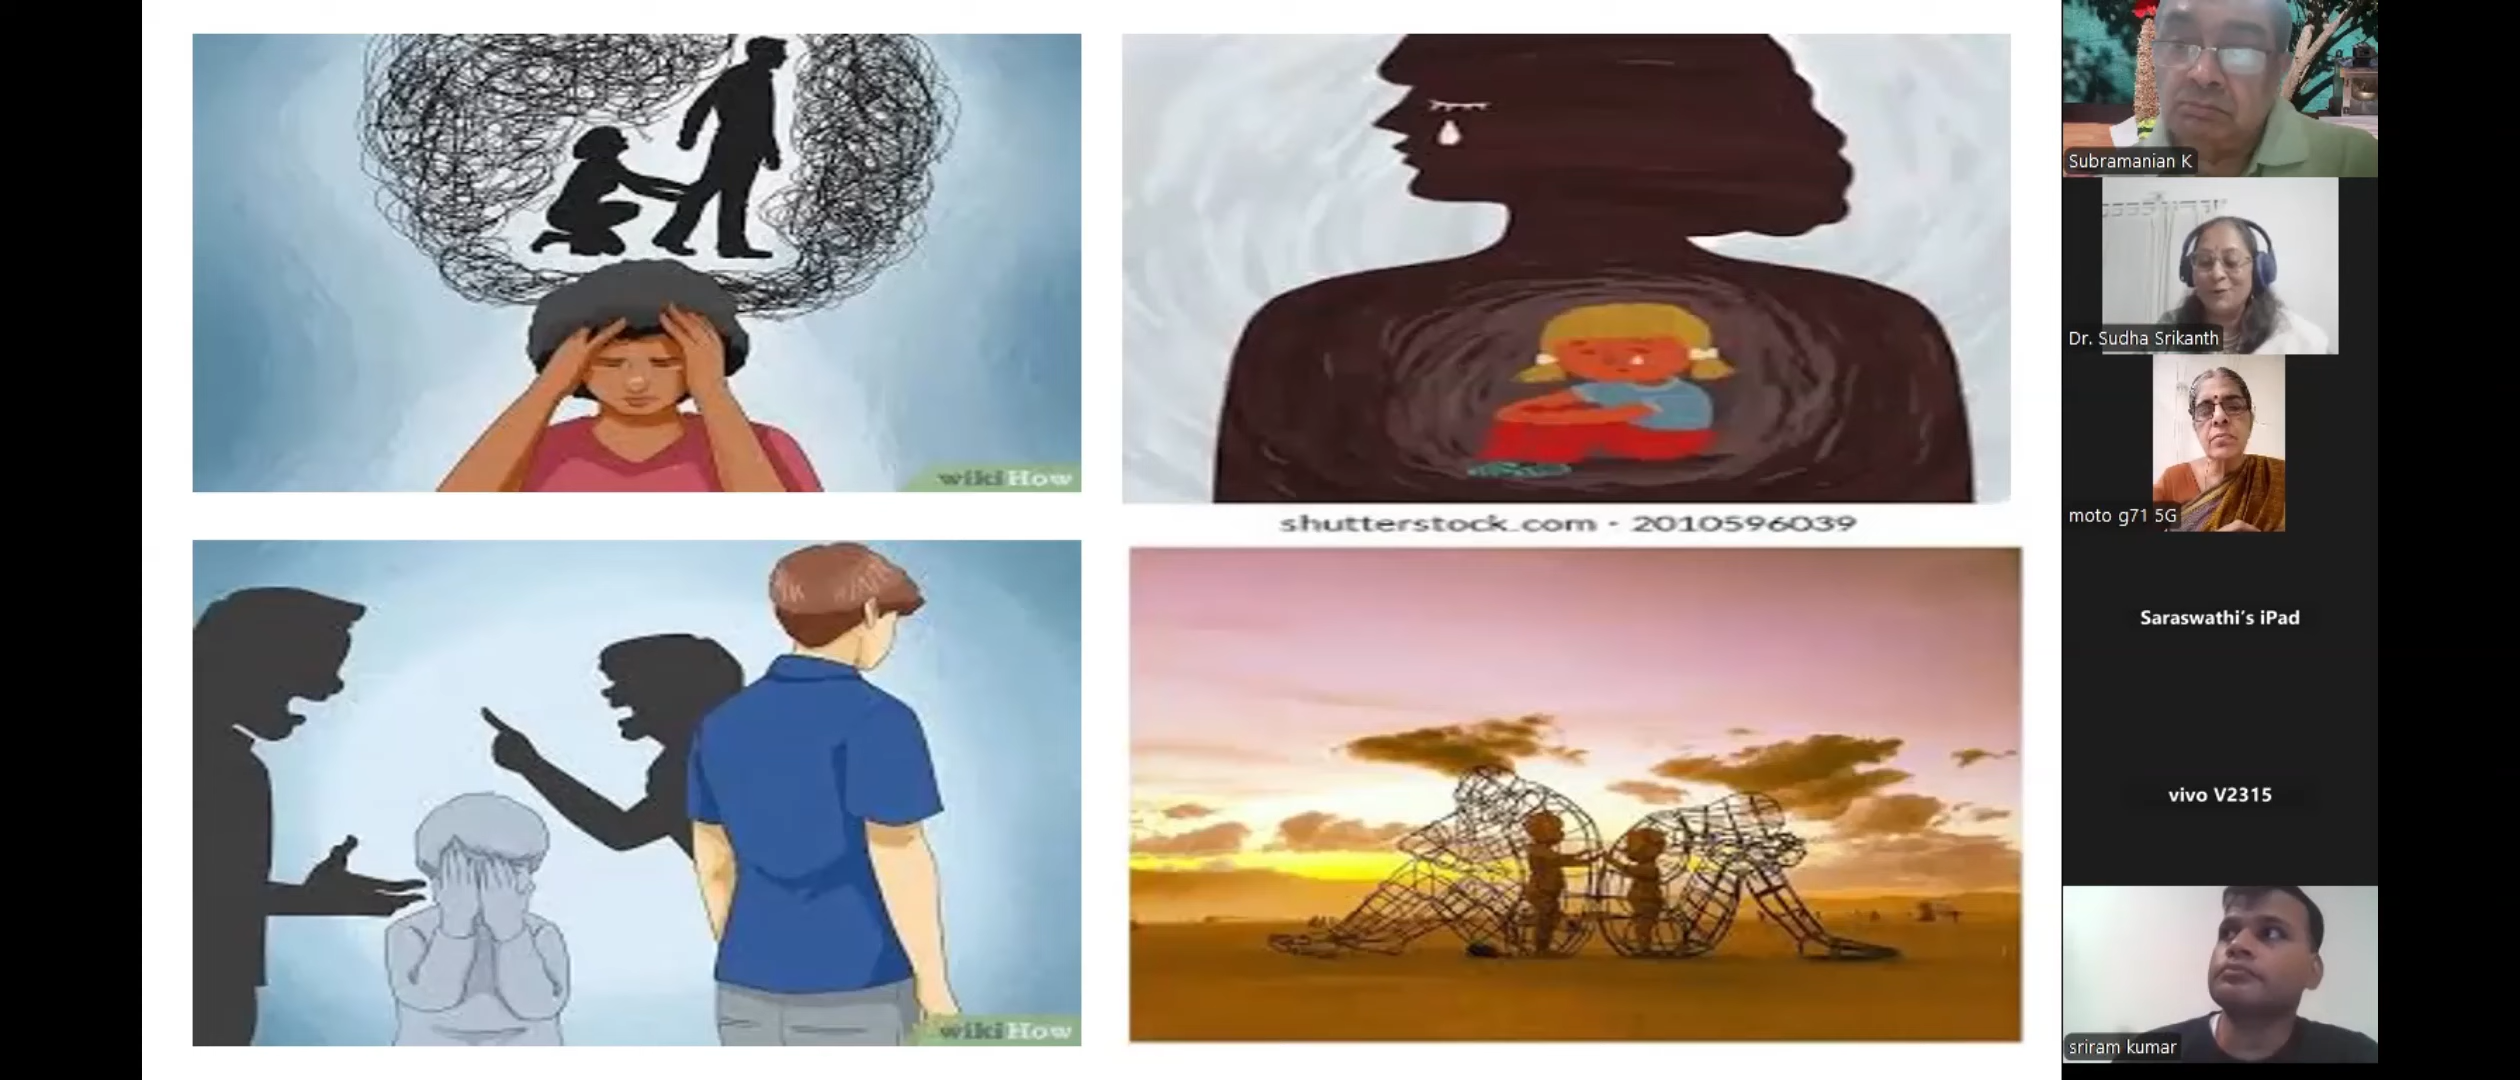 wikiHow
shutterstock.com · 2010596039
wikiHow
Subramanian K
Dr. Sudha Srikanth
moto g71 5G
Saraswathi's iPad
vivo V2315
sriram kumar